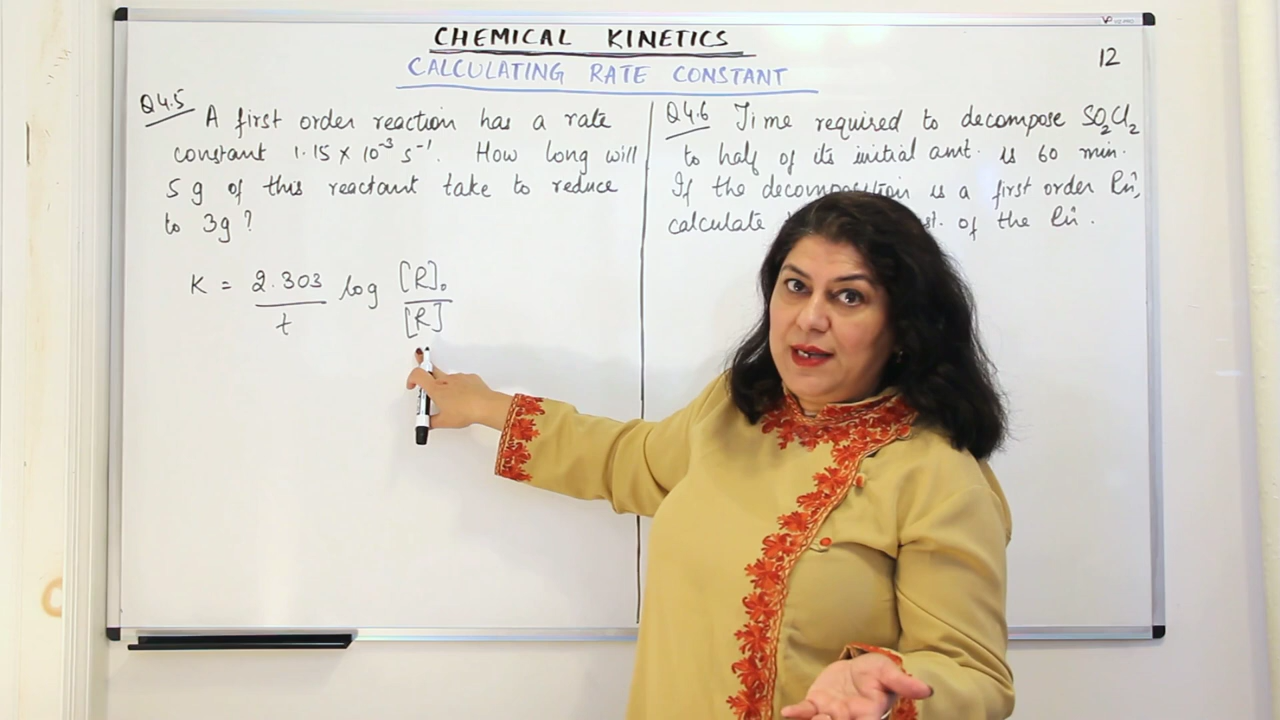 CHEMICAL KINETICS
CALCULATING RATE CONSTANT
12
Q4.5 A first order reaction has a rate
constant 1.15 × 10⁻³ s⁻¹. How long will
5 g of this reactant take to reduce
to 3g?
K = 2.303/t log [R]₀/[R]
Q4.6 Time required to decompose SO₂Cl₂
to half of its initial amt. is 60 min.
If the decomposition is a first order Rn̂,
calculate of the Rn̂.